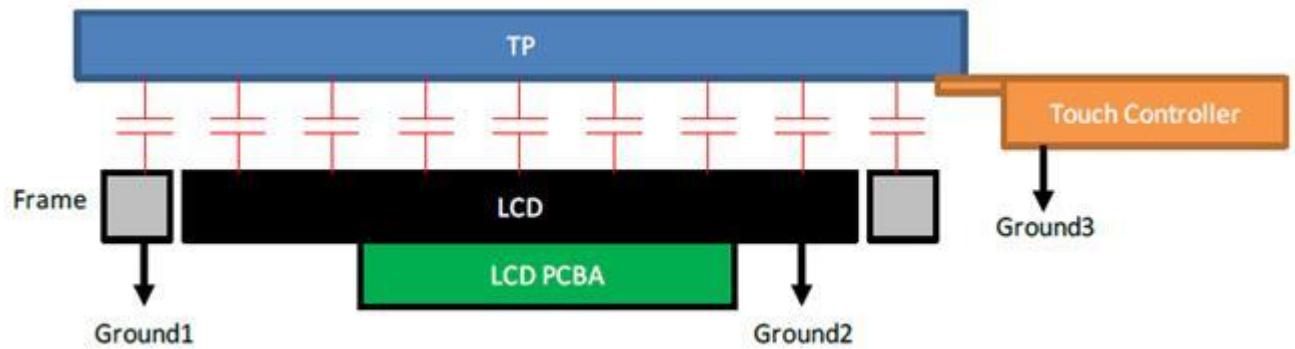 TP
Touch Controller
Frame
LCD
Ground3
LCD PCBA
Ground1
Ground2